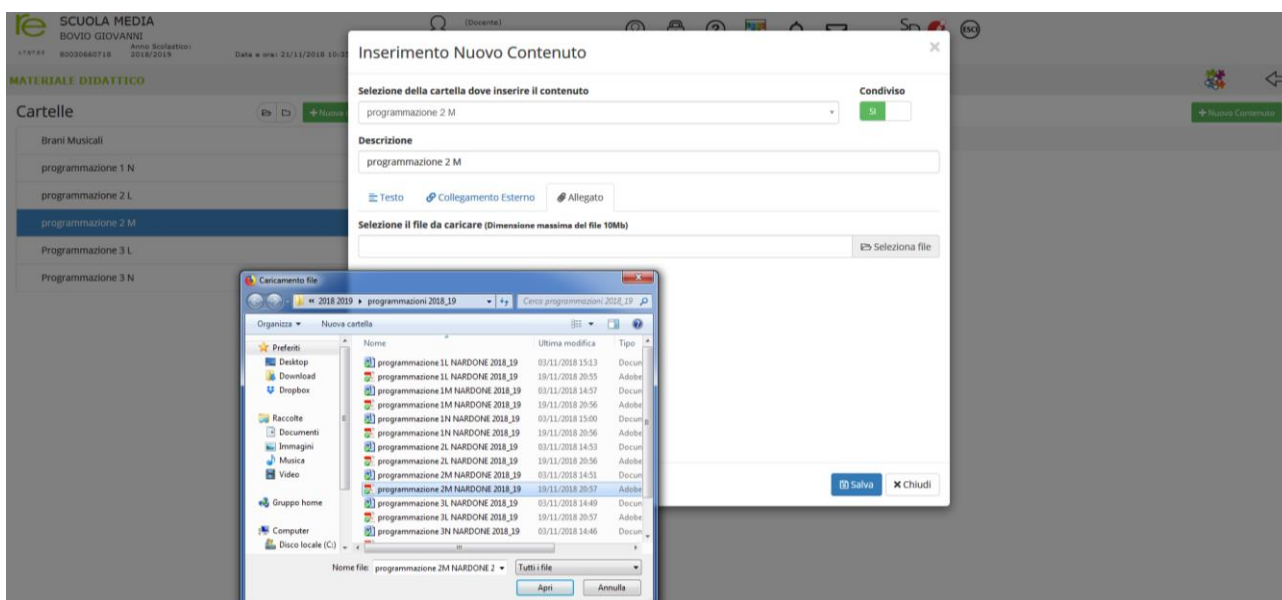 SCUOLA MEDIA
BOVIO GIOVANNI
80030660718
Anno Scolastico:
2018/2019
Data e ora: 21/11/2018 10:35
(Docente)
ESCI
MATERIALE DIDATTICO
Cartelle
+Nuova
+Nuovo Contenuto
Brani Musicali
programmazione 1 N
programmazione 2 L
programmazione 2 M
Programmazione 3 L
Programmazione 3 N
Inserimento Nuovo Contenuto
Selezione della cartella dove inserire il contenuto
Condiviso
programmazione 2 M
SI
Descrizione
programmazione 2 M
Testo
Collegamento Esterno
Allegato
Selezione il file da caricare (Dimensione massima del file 10Mb)
Seleziona file
Salva
Chiudi
Caricamento file
« 2018 2019 ▸ programmazioni 2018_19
Cerca programmazioni 2018_19
Organizza
Nuova cartella
Preferiti
Desktop
Download
Dropbox
Raccolte
Documenti
Immagini
Musica
Video
Gruppo home
Computer
Disco locale (C:)
Nome Ultima modifica Tipo
programmazione 1L NARDONE 2018_19 03/11/2018 15:13 Docun
programmazione 1L NARDONE 2018_19 19/11/2018 20:55 Adobe
programmazione 1M NARDONE 2018_19 03/11/2018 14:57 Docun
programmazione 1M NARDONE 2018_19 19/11/2018 20:56 Adobe
programmazione 1N NARDONE 2018_19 03/11/2018 15:00 Docun
programmazione 1N NARDONE 2018_19 19/11/2018 20:56 Adobe
programmazione 2L NARDONE 2018_19 03/11/2018 14:53 Docun
programmazione 2L NARDONE 2018_19 19/11/2018 20:56 Adobe
programmazione 2M NARDONE 2018_19 03/11/2018 14:51 Docun
programmazione 2M NARDONE 2018_19 19/11/2018 20:57 Adobe
programmazione 3L NARDONE 2018_19 03/11/2018 14:49 Docun
programmazione 3L NARDONE 2018_19 19/11/2018 20:57 Adobe
programmazione 3N NARDONE 2018_19 03/11/2018 14:46 Docun
Nome file: programmazione 2M NARDONE 2
Tutti i file
Apri
Annulla